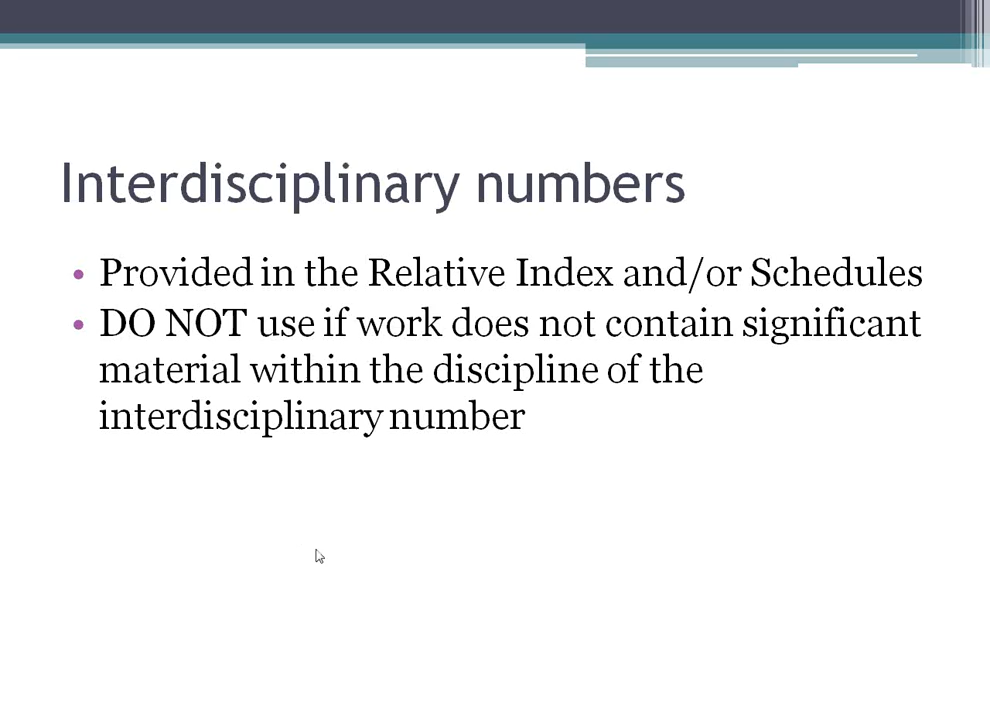 Interdisciplinary numbers
• Provided in the Relative Index and/or Schedules
• DO NOT use if work does not contain significant
material within the discipline of the
interdisciplinary number